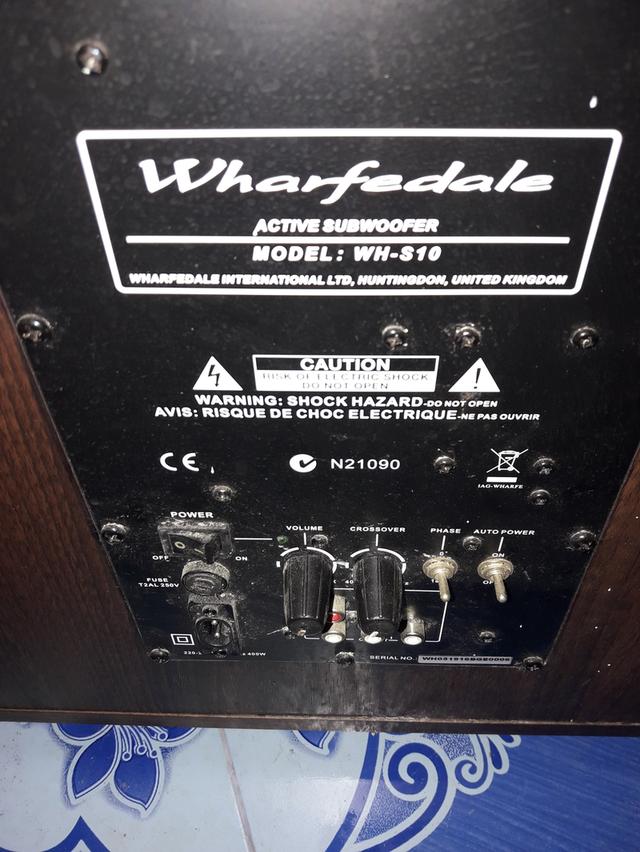 Wharfedale
ACTIVE SUBWOOFER
MODEL: WH-S10
WHARFEDALE INTERNATIONAL LTD, HUNTINGDON, UNITED KINGDOM
CAUTION
RISK OF ELECTRIC SHOCK
DO NOT OPEN
WARNING: SHOCK HAZARD-DO NOT OPEN
AVIS: RISQUE DE CHOC ELECTRIQUE-NE PAS OUVRIR
CE N21090
IAG-WHARFE
POWER
VOLUME CROSSOVER PHASE AUTO POWER
0° ON
OFF ON
FUSE
T2AL 250V
400W
SERIAL NO.